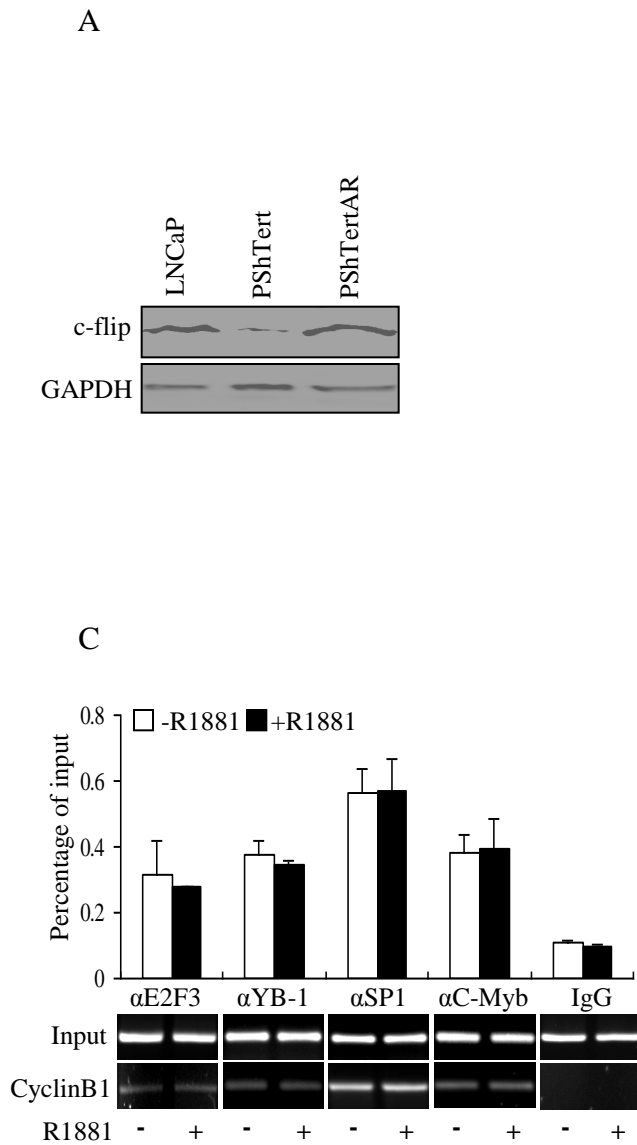 A
LNCaP
PShTert
PShTertAR
c-flip
GAPDH
C
-R1881 +R1881
Percentage of input
0.8
0.6
0.4
0.2
0
αE2F3 αYB-1 αSP1 αC-Myb IgG
Input
CyclinB1
R1881 - + - + - + - + - +